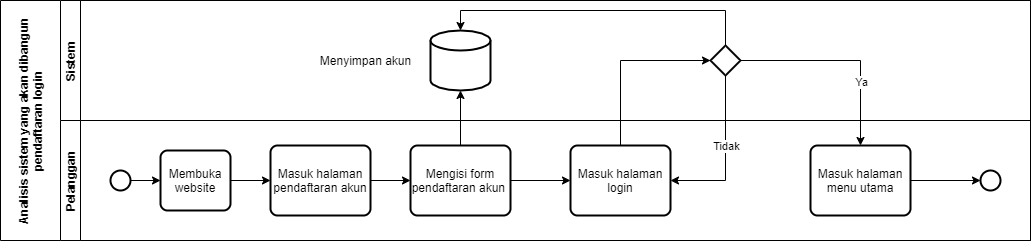 Analisis sistem yang akan dibangun
pendaftaran login
Sistem
Menyimpan akun
Ya
Tidak
Pelanggan
Membuka
website
Masuk halaman
pendaftaran akun
Mengisi form
pendaftaran akun
Masuk halaman
login
Masuk halaman
menu utama